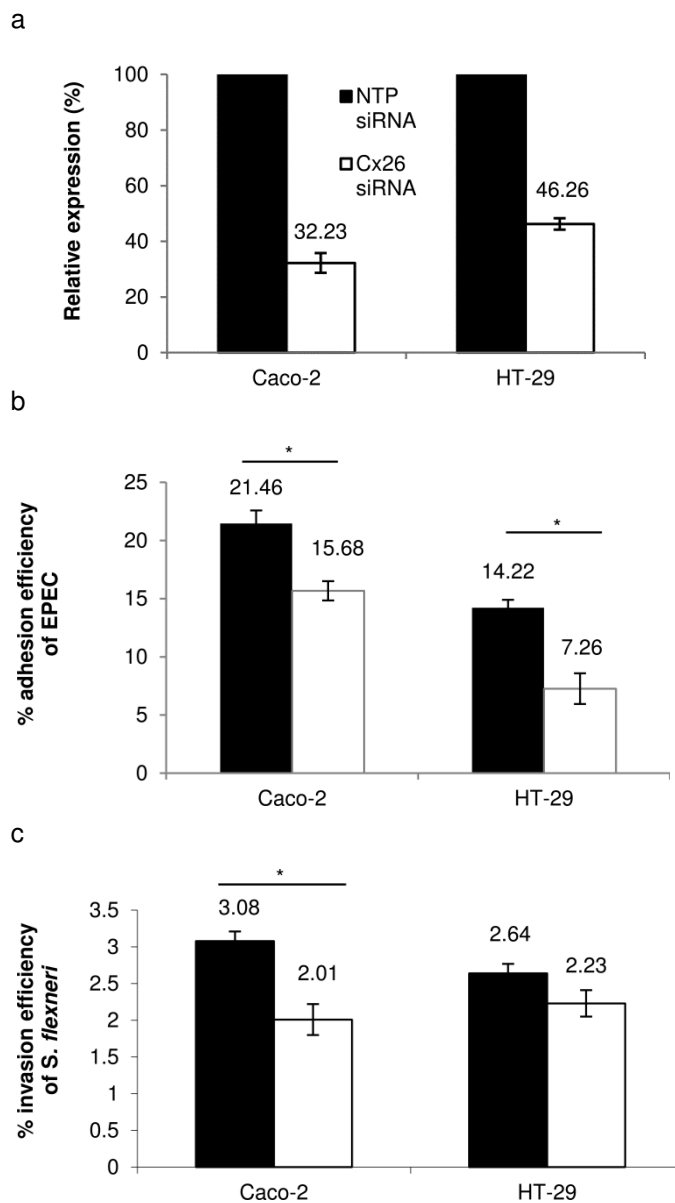 a
Relative expression (%)
100
80
60
40
20
0
NTP
siRNA
Cx26
siRNA
32.23
46.26
Caco-2
HT-29
b
% adhesion efficiency
of EPEC
25
20
15
10
5
0
*
21.46
15.68
*
14.22
7.26
Caco-2
HT-29
c
% invasion efficiency
of S. flexneri
3.5
3
2.5
2
1.5
1
0.5
0
*
3.08
2.01
2.64
2.23
Caco-2
HT-29